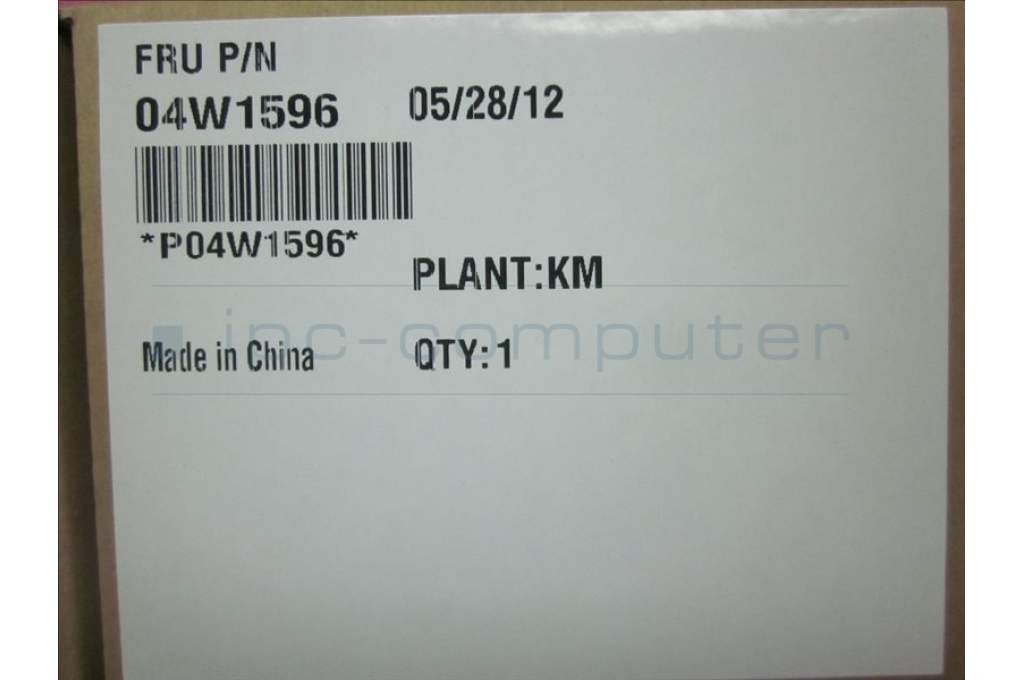 FRU P/N
04W1596 05/28/12
*P04W1596*
PLANT:KM
inc-computer
Made in China QTY:1